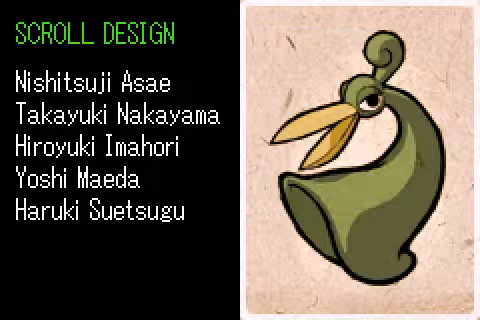 SCROLL DESIGN
Nishitsuji Asae
Takayuki Nakayama
Hiroyuki Imahori
Yoshi Maeda
Haruki Suetsugu